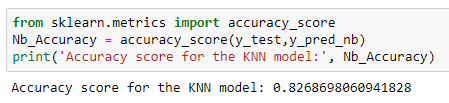 from sklearn.metrics import accuracy_score
Nb_Accuracy = accuracy_score(y_test,y_pred_nb)
print('Accuracy score for the KNN model:', Nb_Accuracy)
Accuracy score for the KNN model: 0.8268698060941828